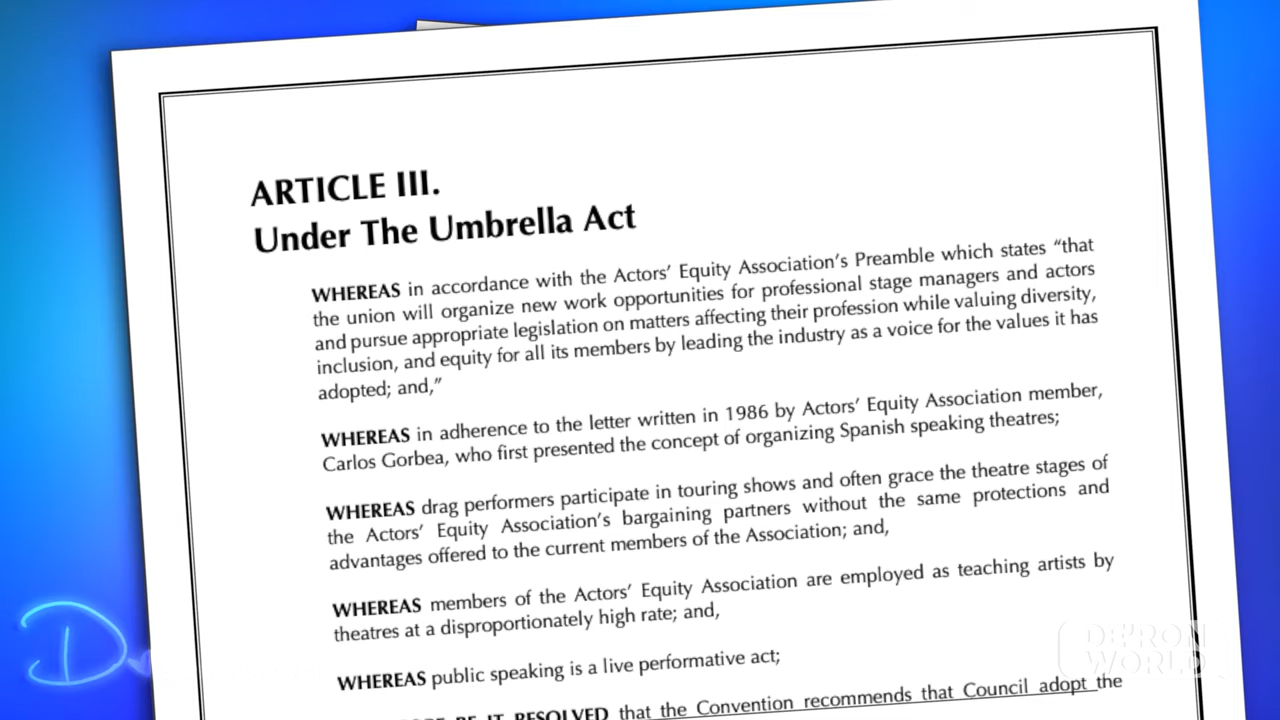 ARTICLE III.
Under The Umbrella Act
WHEREAS in accordance with the Actors’ Equity Association’s Preamble which states “that
the union will organize new work opportunities for professional stage managers and actors
and pursue appropriate legislation on matters affecting their profession while valuing diversity,
inclusion, and equity for all its members by leading the industry as a voice for the values it has
adopted; and,”
WHEREAS in adherence to the letter written in 1986 by Actors’ Equity Association member,
Carlos Gorbea, who first presented the concept of organizing Spanish speaking theatres;
WHEREAS drag performers participate in touring shows and often grace the theatre stages of
the Actors’ Equity Association’s bargaining partners without the same protections and
advantages offered to the current members of the Association; and,
WHEREAS members of the Actors’ Equity Association are employed as teaching artists by
theatres at a disproportionately high rate; and,
WHEREAS public speaking is a live performative act;
BE IT RESOLVED that the Convention recommends that Council adopt the
DE'RON
WORLD